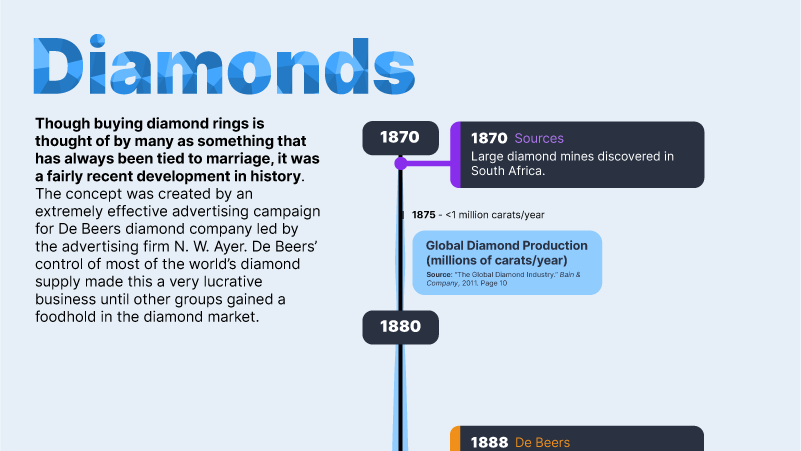 Diamonds
Though buying diamond rings is
thought of by many as something that
has always been tied to marriage, it was
a fairly recent development in history.
The concept was created by an
extremely effective advertising campaign
for De Beers diamond company led by
the advertising firm N. W. Ayer. De Beers’
control of most of the world’s diamond
supply made this a very lucrative
business until other groups gained a
foodhold in the diamond market.
1870
1870 Sources
Large diamond mines discovered in
South Africa.
1875 - <1 million carats/year
Global Diamond Production
(millions of carats/year)
Source: "The Global Diamond Industry." Bain &
Company, 2011. Page 10
1880
1888 De Beers